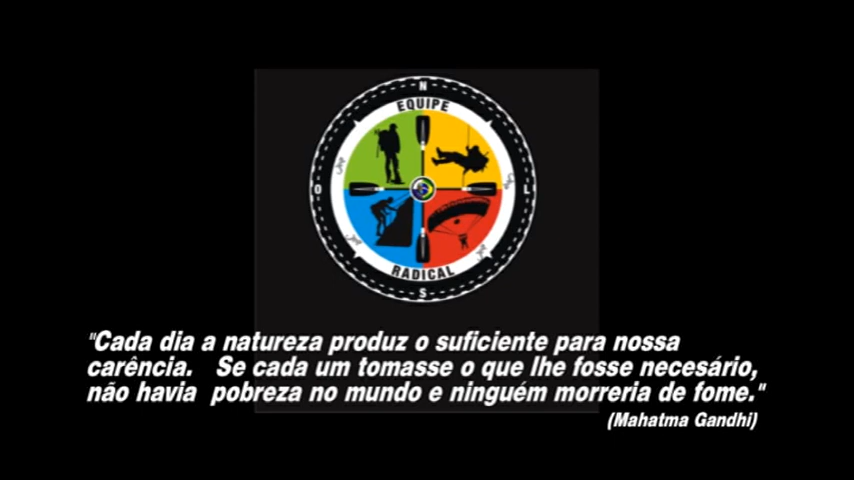 N
EQUIPE
O
L
RADICAL
S
"Cada dia a natureza produz o suficiente para nossa
carência. Se cada um tomasse o que lhe fosse necesário,
não havia pobreza no mundo e ninguém morreria de fome."
(Mahatma Gandhi)